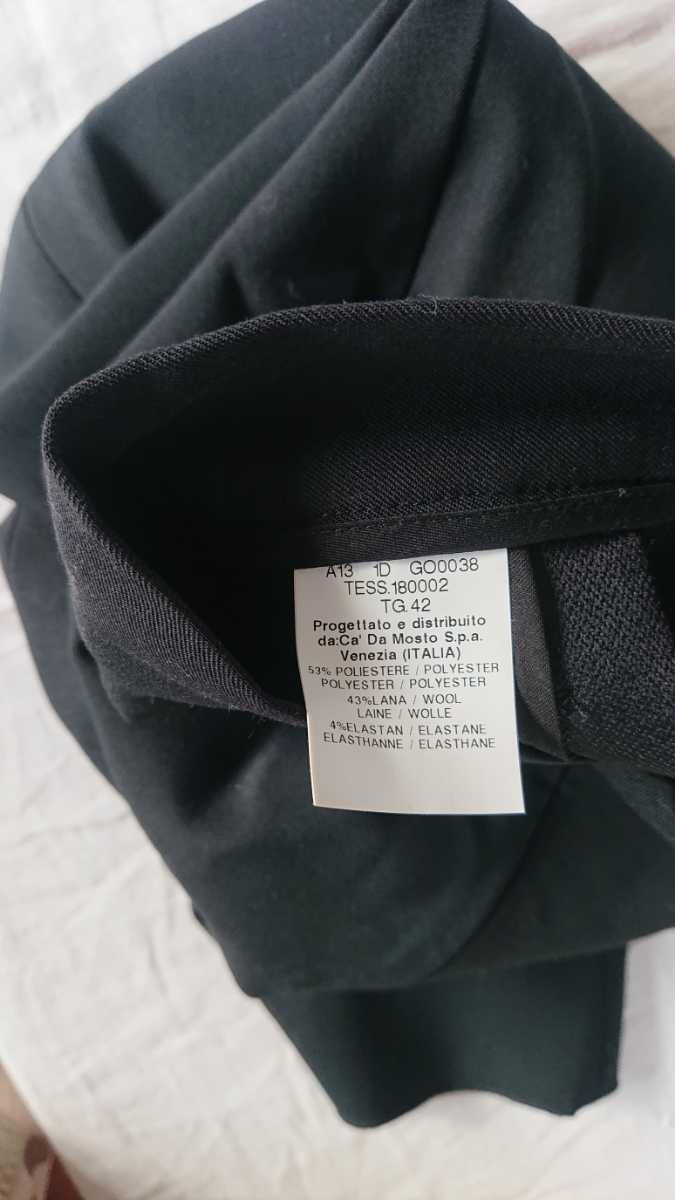 A13 1D GO0038
TESS.180002
TG.42
Progettato e distribuito
da:Ca' Da Mosto S.p.a.
Venezia (ITALIA)
53% POLIESTERE / POLYESTER
POLYESTER / POLYESTER
43%LANA / WOOL
LAINE / WOLLE
4%ELASTAN / ELASTANE
ELASTHANNE / ELASTHANE